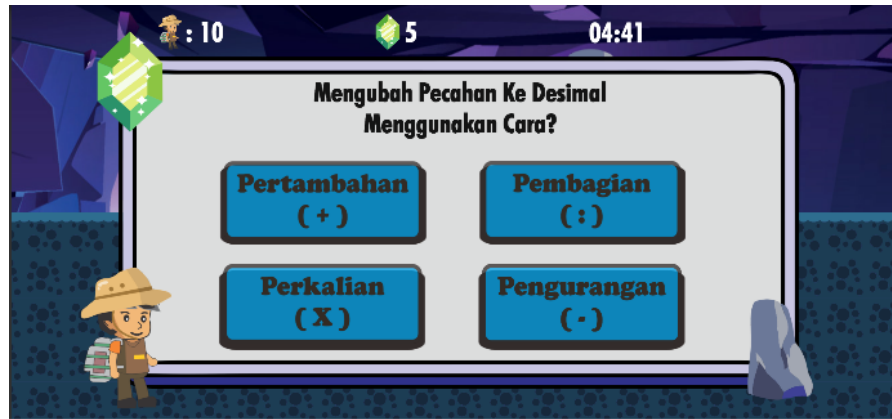 : 10
5
04:41
Mengubah Pecahan Ke Desimal
Menggunakan Cara?
Pertambahan
( + )
Pembagian
( : )
Perkalian
( X )
Pengurangan
( - )